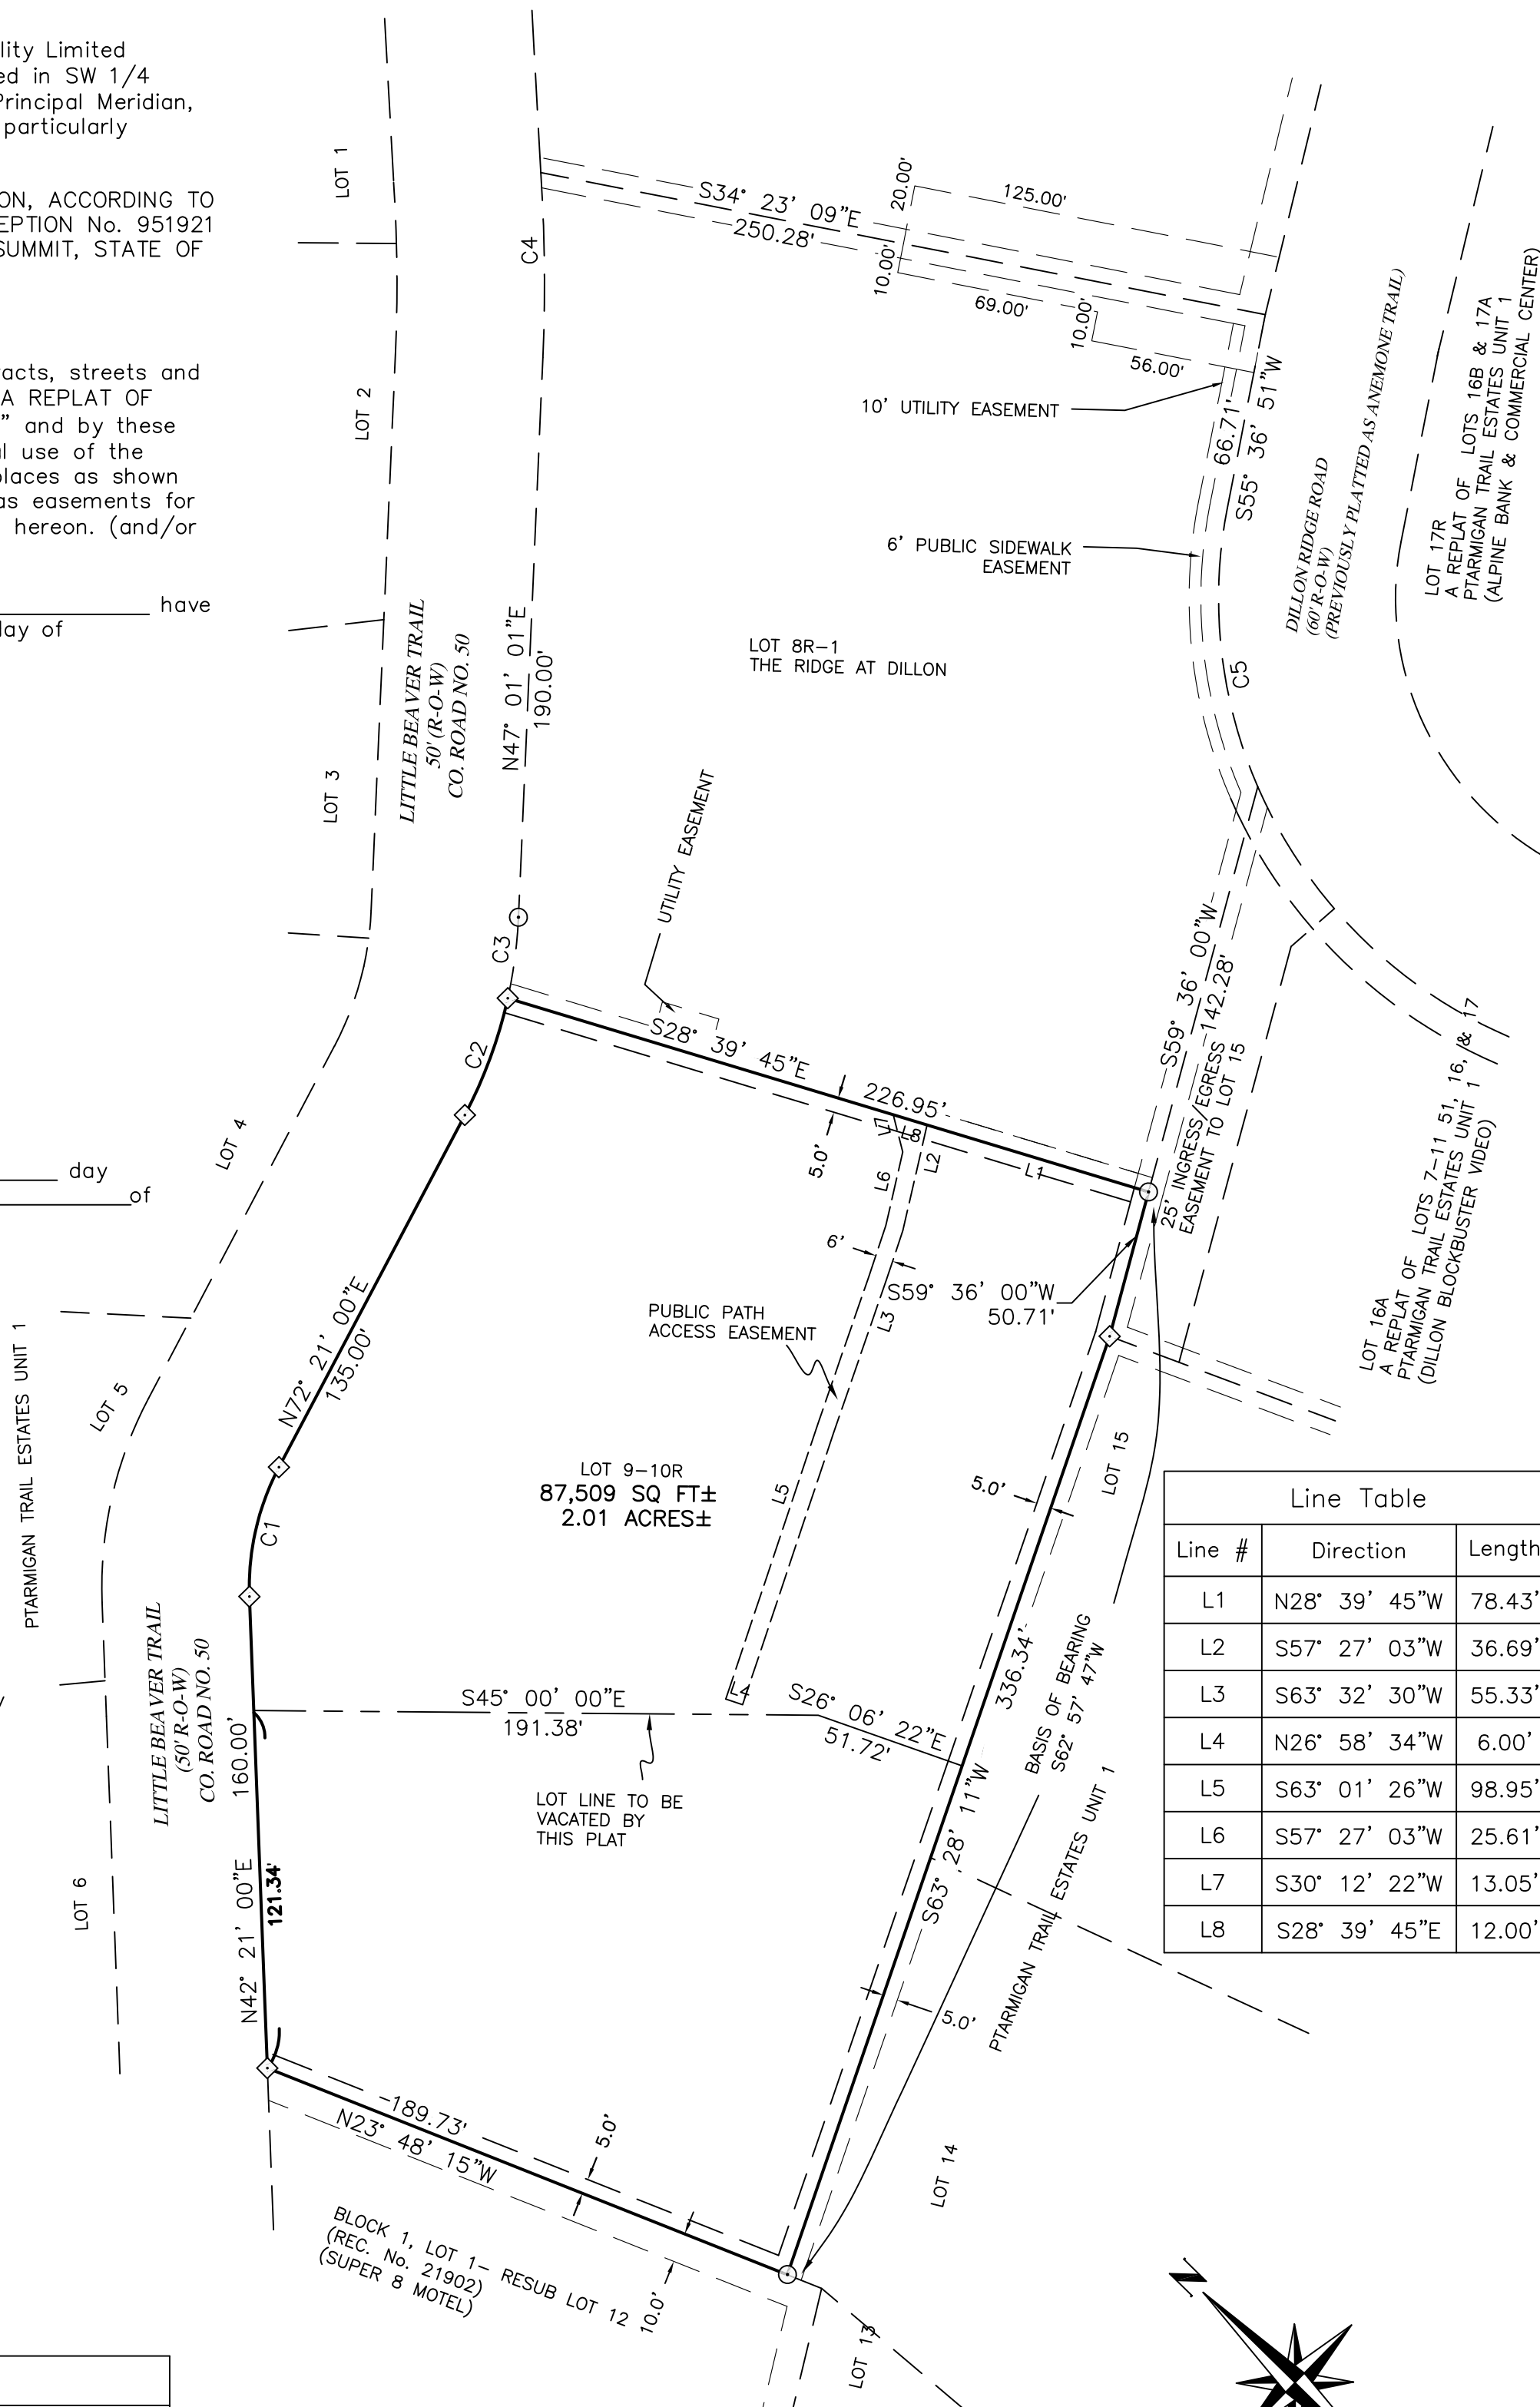 lity Limited
ed in SW 1/4
Principal Meridian,
particularly
ON, ACCORDING TO
EPTION No. 951921
SUMMIT, STATE OF
acts, streets and
A REPLAT OF
" and by these
l use of the
places as shown
as easements for
hereon. (and/or
have
day of
day
of
LOT 1
LOT 2
LOT 3
LOT 4
LOT 5
LOT 6
PTARMIGAN TRAIL ESTATES UNIT 1
C4
S34° 23' 09"E
250.28'
20.00'
125.00'
10.00'
69.00'
10.00'
56.00'
10' UTILITY EASEMENT
66.71'
S55° 36' 51"W
6' PUBLIC SIDEWALK
EASEMENT
DILLON RIDGE ROAD
(60' R-O-W)
(PREVIOUSLY PLATTED AS ANEMONE TRAIL)
LOT 17R
A REPLAT OF LOTS 16B & 17A
PTARMIGAN TRAIL ESTATES UNIT 1
(ALPINE BANK & COMMERCIAL CENTER)
C5
LITTLE BEAVER TRAIL
50' (R-O-W)
CO. ROAD NO. 50
N47° 01' 01"E
190.00'
LOT 8R-1
THE RIDGE AT DILLON
UTILITY EASEMENT
C3
C2
S28° 39' 45"E
226.95'
5.0'
L7
L8
L6
L2
L1
S59° 36' 00"W
142.28'
25' INGRESS/EGRESS
EASEMENT TO LOT 15
6'
S59° 36' 00"W
50.71'
L3
PUBLIC PATH
ACCESS EASEMENT
LOT 16A
A REPLAT OF LOTS 7-11 51, 16, & 17
PTARMIGAN TRAIL ESTATES UNIT 1
(DILLON BLOCKBUSTER VIDEO)
N72° 21' 00"E
135.00'
C1
LOT 9-10R
87,509 SQ FT±
2.01 ACRES±
L5
5.0'
LOT 15
L4
S45° 00' 00"E
191.38'
S26° 06' 22"E
51.72'
LOT LINE TO BE
VACATED BY
THIS PLAT
336.34'
S63° 28' 11"W
BASIS OF BEARING
S62° 57' 47"W
PTARMIGAN TRAIL ESTATES UNIT 1
LITTLE BEAVER TRAIL
(50' R-O-W)
CO. ROAD NO. 50
160.00'
N42° 21' 00"E
121.34'
5.0'
189.73'
N23° 48' 15"W
5.0'
10.0'
BLOCK 1, LOT 1- RESUB LOT 12
(REC. No. 21902)
(SUPER 8 MOTEL)
LOT 14
LOT 13
Line Table
Line # Direction Length
L1 N28° 39' 45"W 78.43'
L2 S57° 27' 03"W 36.69'
L3 S63° 32' 30"W 55.33'
L4 N26° 58' 34"W 6.00'
L5 S63° 01' 26"W 98.95'
L6 S57° 27' 03"W 25.61'
L7 S30° 12' 22"W 13.05'
L8 S28° 39' 45"E 12.00'
N